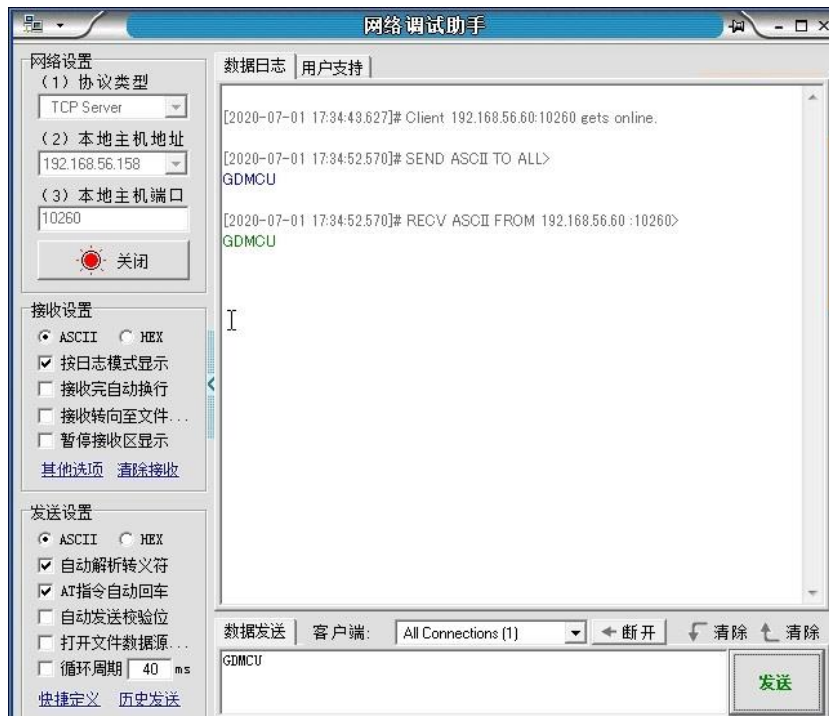 网络调试助手
网络设置
(1) 协议类型
TCP Server
(2) 本地主机地址
192.168.56.158
(3) 本地主机端口
10260
关闭
接收设置
ASCII HEX
按日志模式显示
接收完自动换行
接收转向至文件...
暂停接收区显示
其他选项 清除接收
发送设置
ASCII HEX
自动解析转义符
AT指令自动回车
自动发送校验位
打开文件数据源...
循环周期 40 ms
快捷定义 历史发送
数据日志 用户支持
[2020-07-01 17:34:43.627]# Client 192.168.56.60:10260 gets online.
[2020-07-01 17:34:52.570]# SEND ASCII TO ALL>
GDMCU
[2020-07-01 17:34:52.570]# RECV ASCII FROM 192.168.56.60 :10260>
GDMCU
数据发送 客户端: All Connections (1) 断开 清除 清除
GDMCU
发送